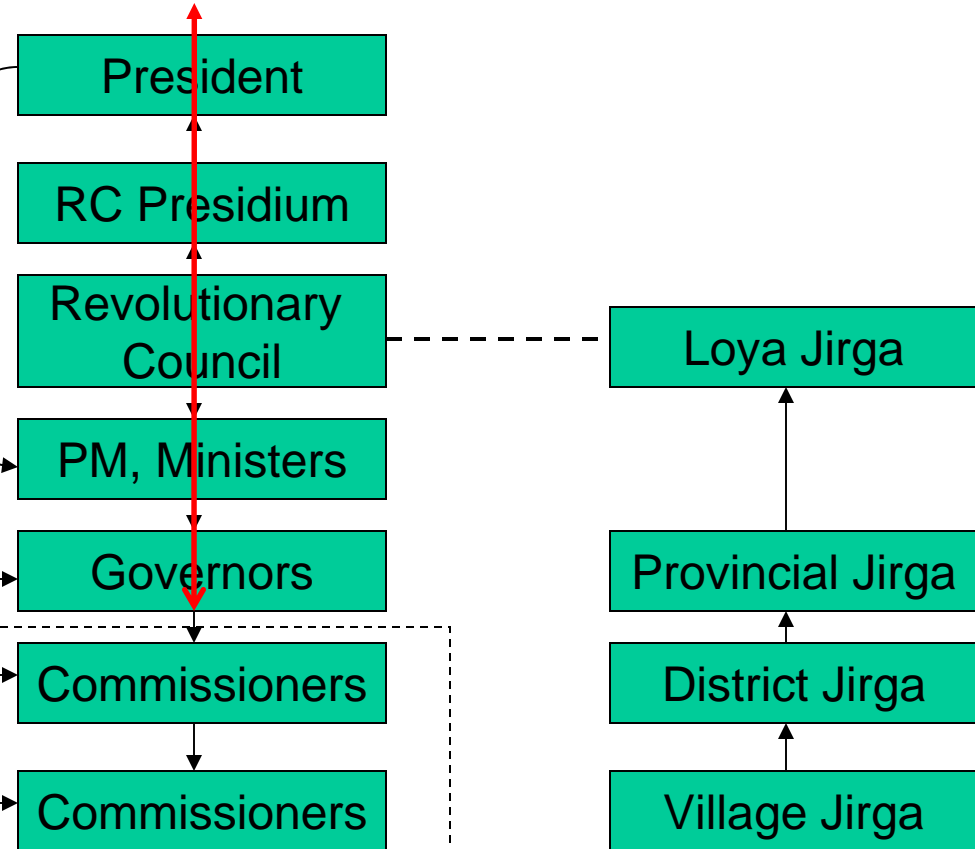 President
RC Presidium
Revolutionary
Council
PM, Ministers
Governors
Commissioners
Commissioners
Loya Jirga
Provincial Jirga
District Jirga
Village Jirga